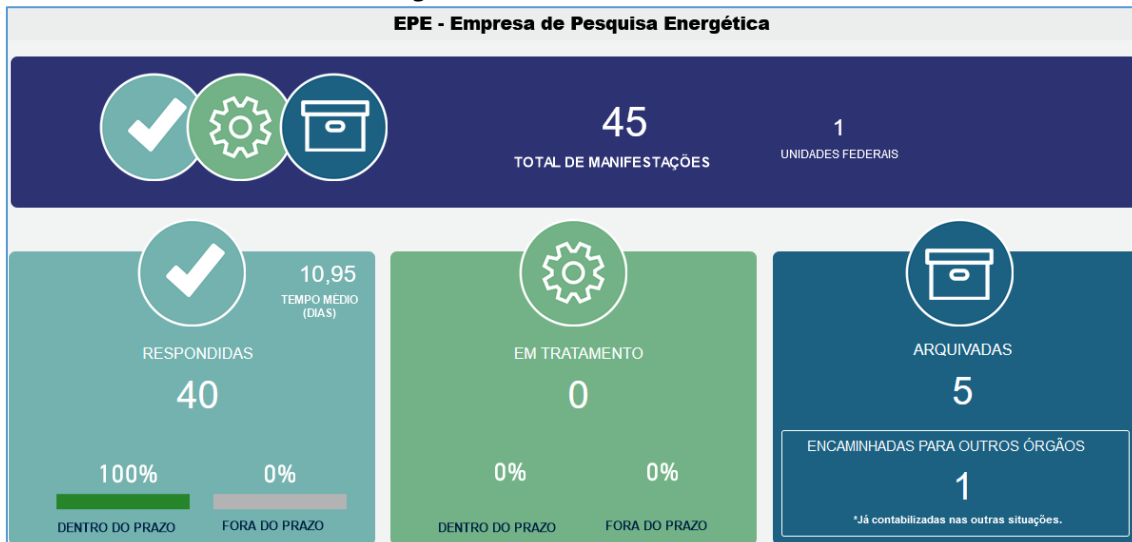 EPE - Empresa de Pesquisa Energética
45
TOTAL DE MANIFESTAÇÕES
1
UNIDADES FEDERAIS
10,95
TEMPO MÉDIO
(DIAS)
RESPONDIDAS
40
100%
0%
DENTRO DO PRAZO
FORA DO PRAZO
EM TRATAMENTO
0
0%
0%
DENTRO DO PRAZO
FORA DO PRAZO
ARQUIVADAS
5
ENCAMINHADAS PARA OUTROS ÓRGÃOS
1
*Já contabilizadas nas outras situações.